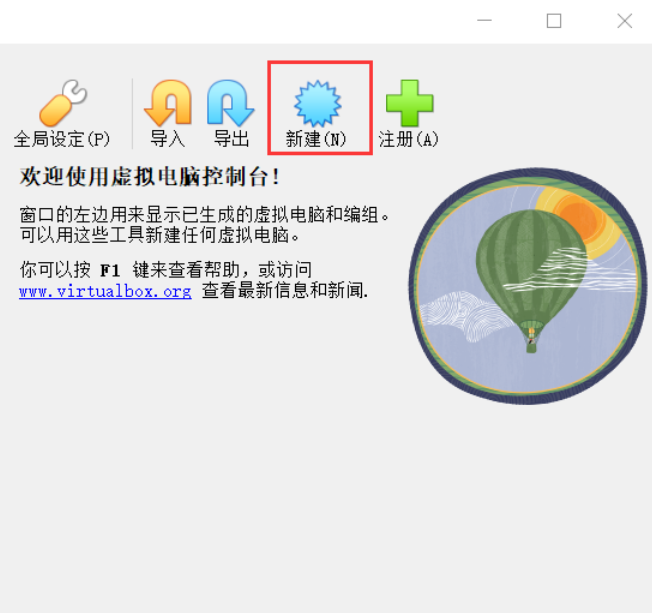 全局设定(P) 导入 导出 新建(N) 注册(A)
欢迎使用虚拟电脑控制台!
窗口的左边用来显示已生成的虚拟电脑和编组。
可以用这些工具新建任何虚拟电脑。
你可以按 F1 键来查看帮助，或访问
www.virtualbox.org 查看最新信息和新闻.